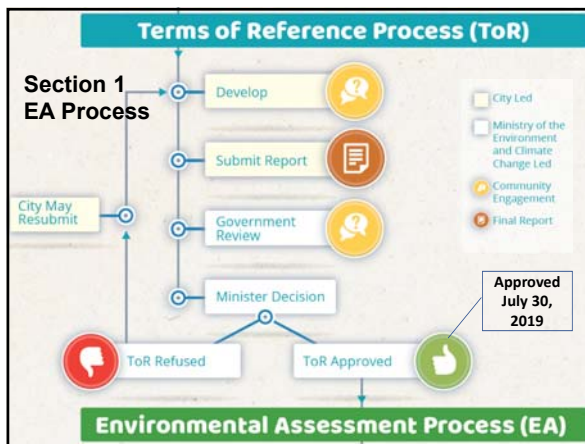 Terms of Reference Process (ToR)
Section 1
EA Process
Develop
Submit Report
City May
Resubmit
Government
Review
Minister Decision
ToR Refused
ToR Approved
City Led
Ministry of the
Environment
and Climate
Change Led
Community
Engagement
Final Report
Approved
July 30,
2019
Environmental Assessment Process (EA)